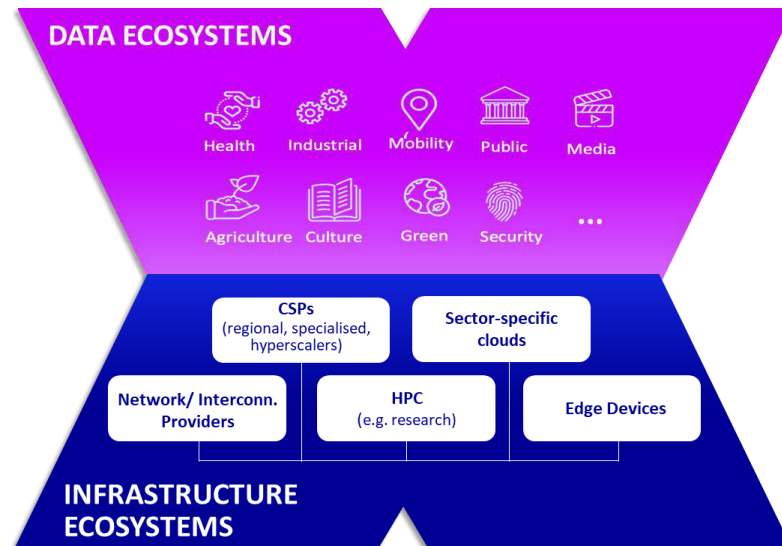 DATA ECOSYSTEMS
Health
Industrial
Mobility
Public
Media
Agriculture
Culture
Green
Security
...
CSPs
(regional, specialised,
hyperscalers)
Sector-specific
clouds
Network/ Interconn.
Providers
HPC
(e.g. research)
Edge Devices
INFRASTRUCTURE
ECOSYSTEMS